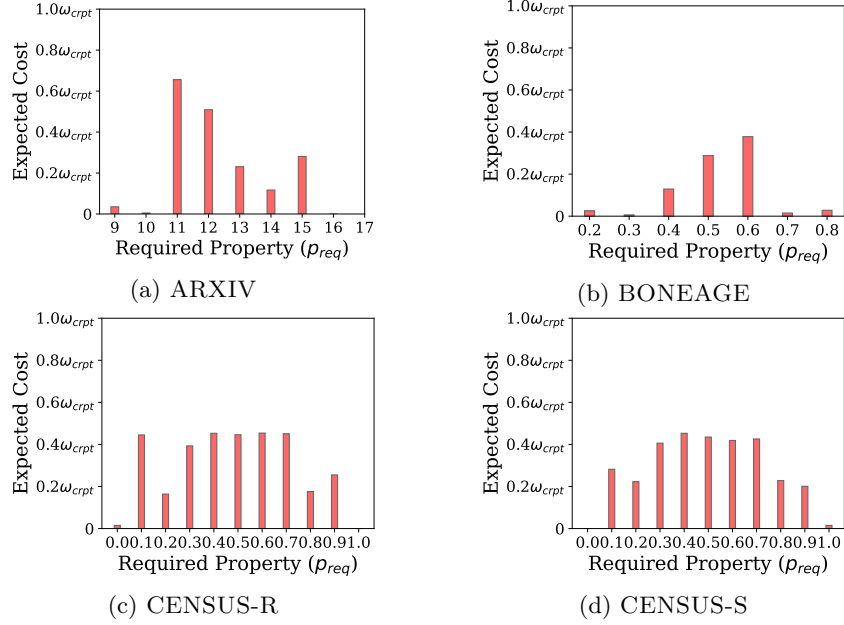 1.0ω_crpt
0.8ω_crpt
0.6ω_crpt
0.4ω_crpt
0.2ω_crpt
0
Expected Cost
9 10 11 12 13 14 15 16 17
Required Property (p_req)
(a) ARXIV
1.0ω_crpt
0.8ω_crpt
0.6ω_crpt
0.4ω_crpt
0.2ω_crpt
0
Expected Cost
0.2 0.3 0.4 0.5 0.6 0.7 0.8
Required Property (p_req)
(b) BONEAGE
1.0ω_crpt
0.8ω_crpt
0.6ω_crpt
0.4ω_crpt
0.2ω_crpt
0
Expected Cost
0.00.10.20.30.40.50.60.70.80.91.0
Required Property (p_req)
(c) CENSUS-R
1.0ω_crpt
0.8ω_crpt
0.6ω_crpt
0.4ω_crpt
0.2ω_crpt
0
Expected Cost
0.00.10.20.30.40.50.60.70.80.91.0
Required Property (p_req)
(d) CENSUS-S